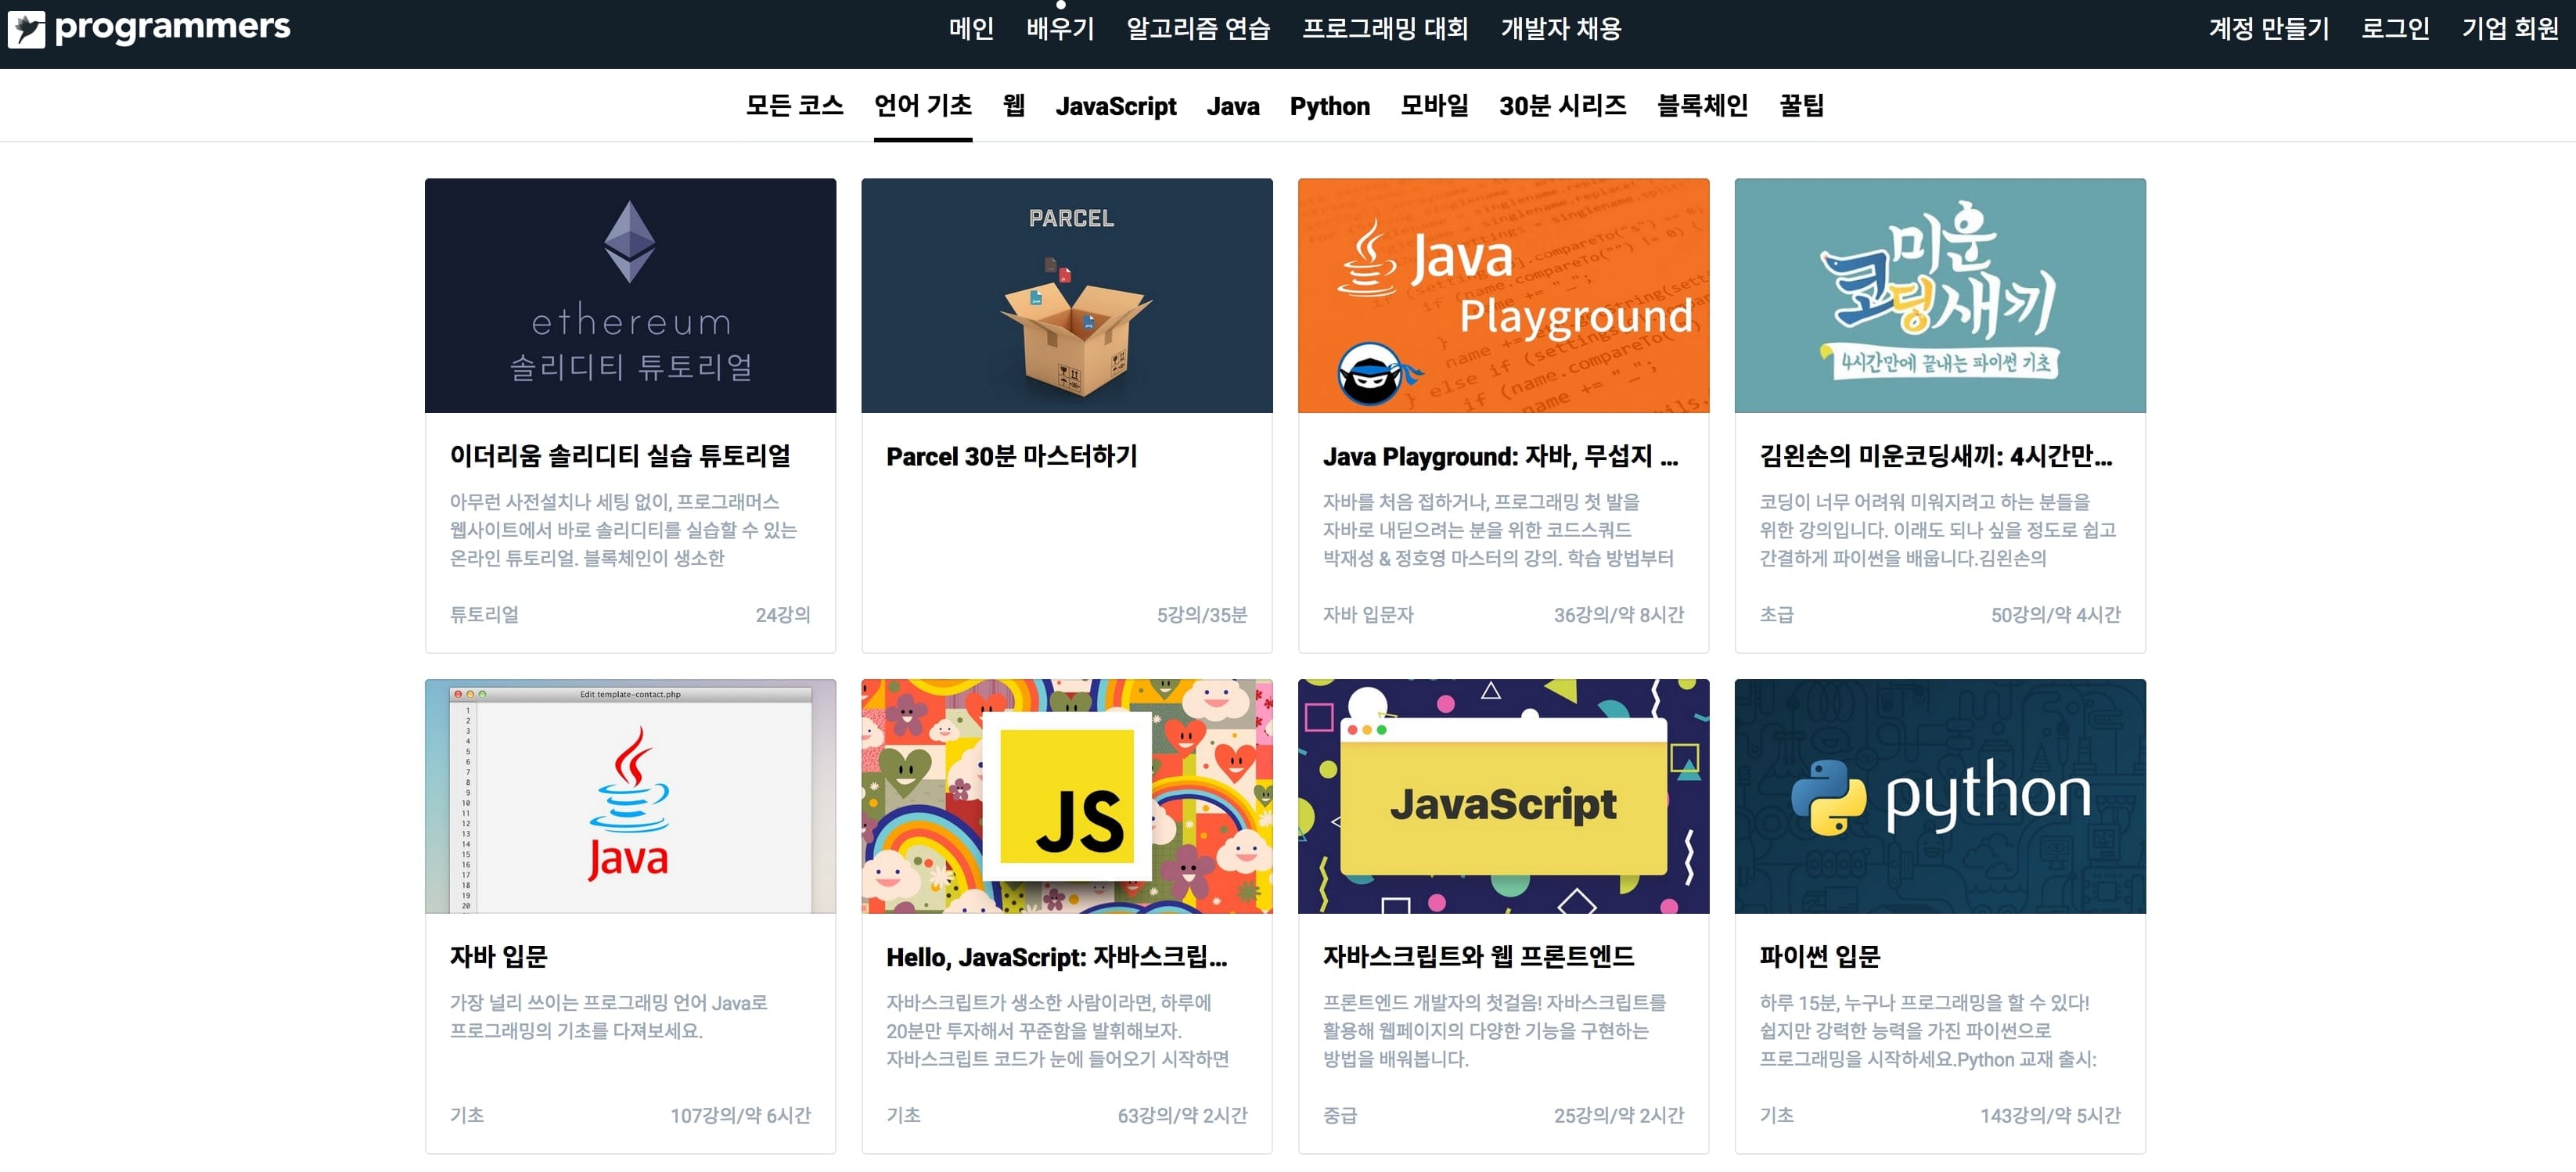 programmers
메인 배우기 알고리즘 연습 프로그래밍 대회 개발자 채용
계정 만들기 로그인 기업 회원
모든 코스 언어 기초 웹 JavaScript Java Python 모바일 30분 시리즈 블록체인 꿀팁
ethereum
솔리디티 튜토리얼
이더리움 솔리디티 실습 튜토리얼
아무런 사전설치나 세팅 없이, 프로그래머스
웹사이트에서 바로 솔리디티를 실습할 수 있는
온라인 튜토리얼. 블록체인이 생소한
튜토리얼 24강의
PARCEL
Parcel 30분 마스터하기
5강의/35분
Java
Playground
Java Playground: 자바, 무섭지 ...
자바를 처음 접하거나, 프로그래밍 첫 발을
자바로 내딛으려는 분을 위한 코드스쿼드
박재성 & 정호영 마스터의 강의. 학습 방법부터
자바 입문자 36강의/약 8시간
미운
코딩새끼
4시간만에 끝내는 파이썬 기초
김왼손의 미운코딩새끼: 4시간만...
코딩이 너무 어려워 미워지려고 하는 분들을
위한 강의입니다. 이래도 되나 싶을 정도로 쉽고
간결하게 파이썬을 배웁니다.김왼손의
초급 50강의/약 4시간
Edit template-contact.php
1
2
3
4
5
6
7
8
9
10
11
12
13
14
15
16
17
18
19
20
Java
자바 입문
가장 널리 쓰이는 프로그래밍 언어 Java로
프로그래밍의 기초를 다져보세요.
기초 107강의/약 6시간
JS
Hello, JavaScript: 자바스크립...
자바스크립트가 생소한 사람이라면, 하루에
20분만 투자해서 꾸준함을 발휘해보자.
자바스크립트 코드가 눈에 들어오기 시작하면
기초 63강의/약 2시간
JavaScript
자바스크립트와 웹 프론트엔드
프론트엔드 개발자의 첫걸음! 자바스크립트를
활용해 웹페이지의 다양한 기능을 구현하는
방법을 배워봅니다.
중급 25강의/약 2시간
python
파이썬 입문
하루 15분, 누구나 프로그래밍을 할 수 있다!
쉽지만 강력한 능력을 가진 파이썬으로
프로그래밍을 시작하세요.Python 교재 출시:
기초 143강의/약 5시간